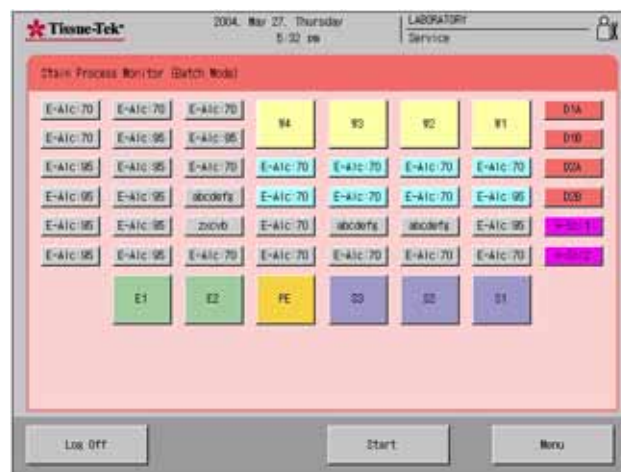 Tissue-Tek
2004. May 27. Thursday
5:32 pm
LABORATORY
Service
Stain Process Monitor (Batch Mode)
E-Alc:70 E-Alc:70 E-Alc:70 W4 W3 W2 W1 D1A
E-Alc:70 E-Alc:95 E-Alc:95 D1B
E-Alc:95 E-Alc:95 E-Alc:70 E-Alc:70 E-Alc:70 E-Alc:70 E-Alc:70 D2A
E-Alc:95 E-Alc:95 abcdefg E-Alc:70 E-Alc:70 E-Alc:70 E-Alc:95 D2B
E-Alc:95 E-Alc:95 zxcvb E-Alc:70 abcdefg abcdefg E-Alc:95
E-Alc:95 E-Alc:95 E-Alc:70 E-Alc:70 E-Alc:70 E-Alc:70 E-Alc:70
E1 E2 PE S3 S2 S1
Log Off Start Menu